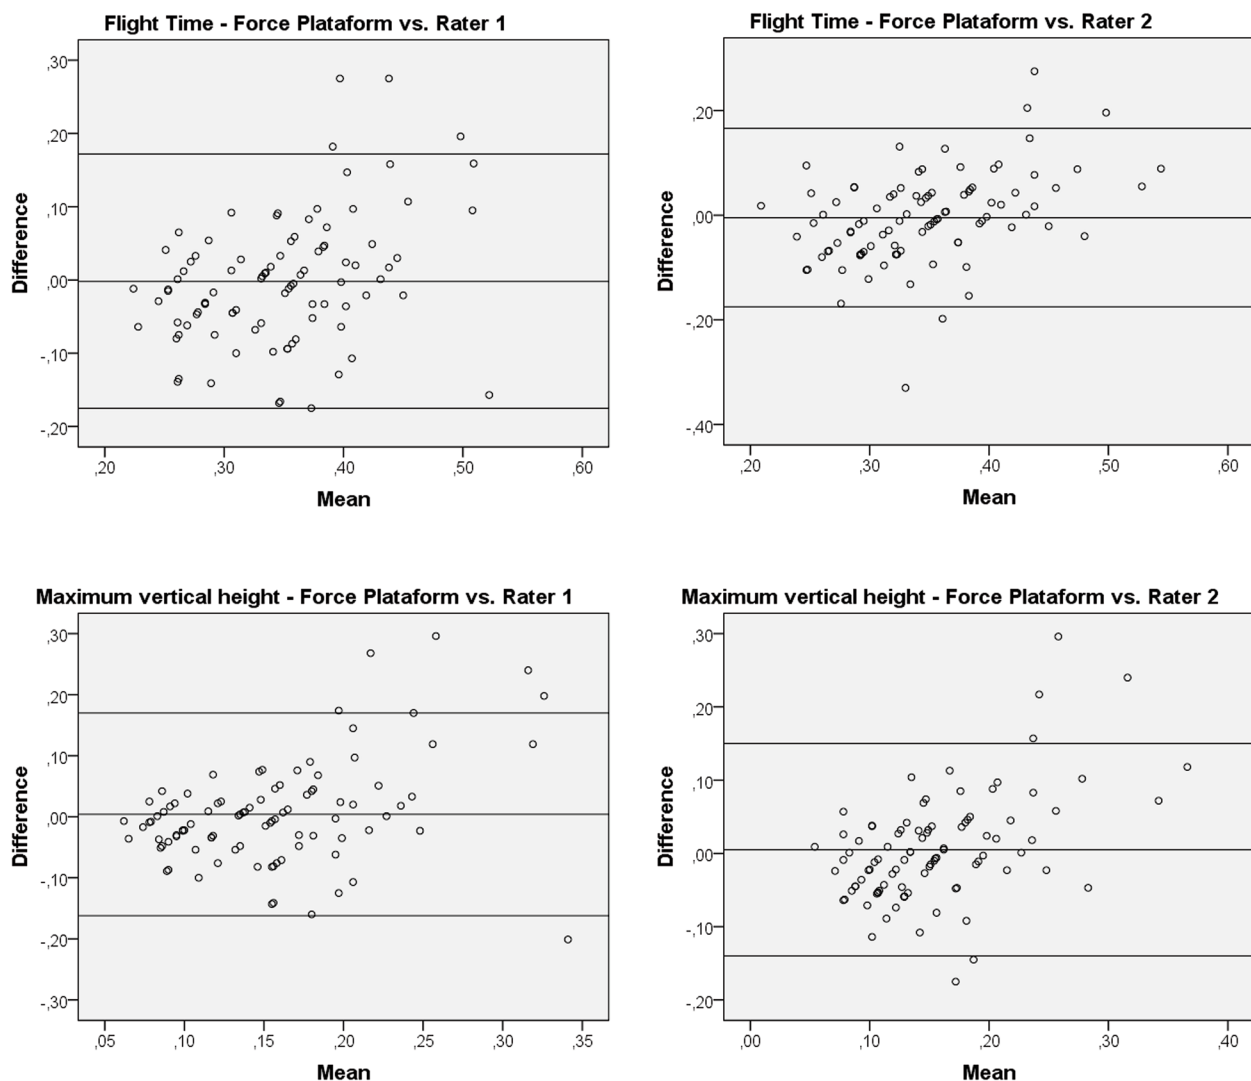 Flight Time - Force Plataform vs. Rater 1
,30
,20
,10
,00
-,10
-,20
Difference
,20 ,30 ,40 ,50 ,60
Mean
Flight Time - Force Plataform vs. Rater 2
,20
,00
-,20
-,40
Difference
,20 ,30 ,40 ,50 ,60
Mean
Maximum vertical height - Force Plataform vs. Rater 1
,30
,20
,10
,00
-,10
-,20
-,30
Difference
,05 ,10 ,15 ,20 ,25 ,30 ,35
Mean
Maximum vertical height - Force Plataform vs. Rater 2
,30
,20
,10
,00
-,10
-,20
Difference
,00 ,10 ,20 ,30 ,40
Mean